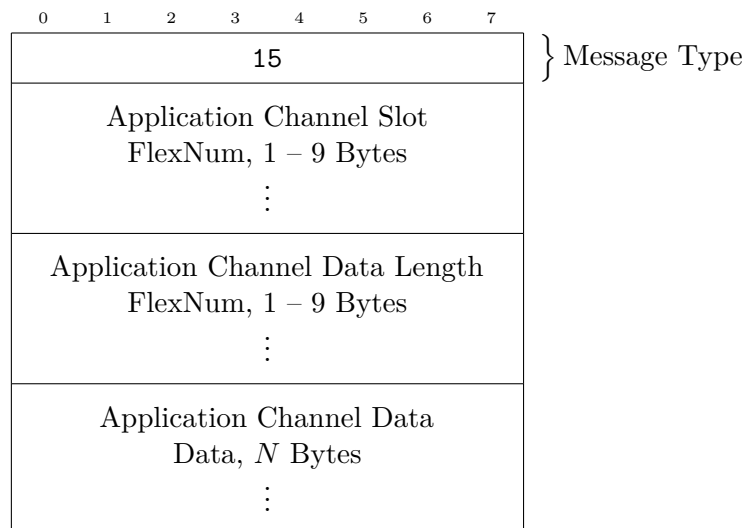 0 1 2 3 4 5 6 7
15
Message Type
Application Channel Slot
FlexNum, 1 – 9 Bytes
⋮
Application Channel Data Length
FlexNum, 1 – 9 Bytes
⋮
Application Channel Data
Data, N Bytes
⋮